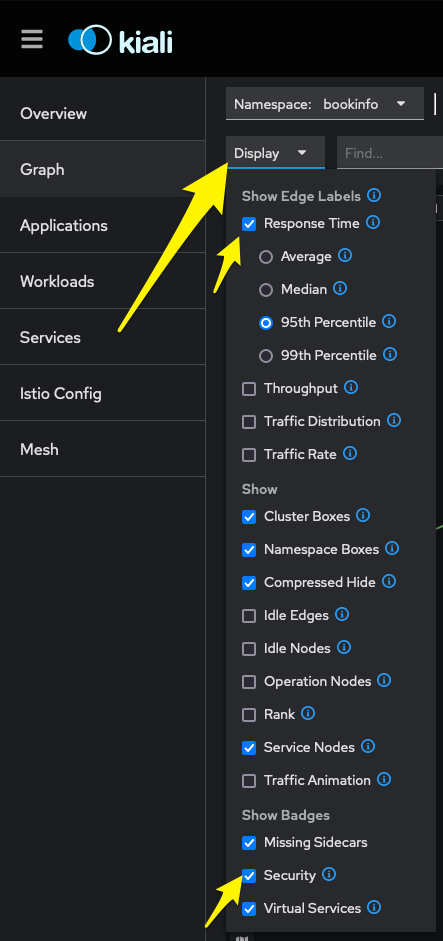 kiali
Overview
Graph
Applications
Workloads
Services
Istio Config
Mesh
Namespace: bookinfo
Display
Find...
Show Edge Labels
Response Time
Average
Median
95th Percentile
99th Percentile
Throughput
Traffic Distribution
Traffic Rate
Show
Cluster Boxes
Namespace Boxes
Compressed Hide
Idle Edges
Idle Nodes
Operation Nodes
Rank
Service Nodes
Traffic Animation
Show Badges
Missing Sidecars
Security
Virtual Services